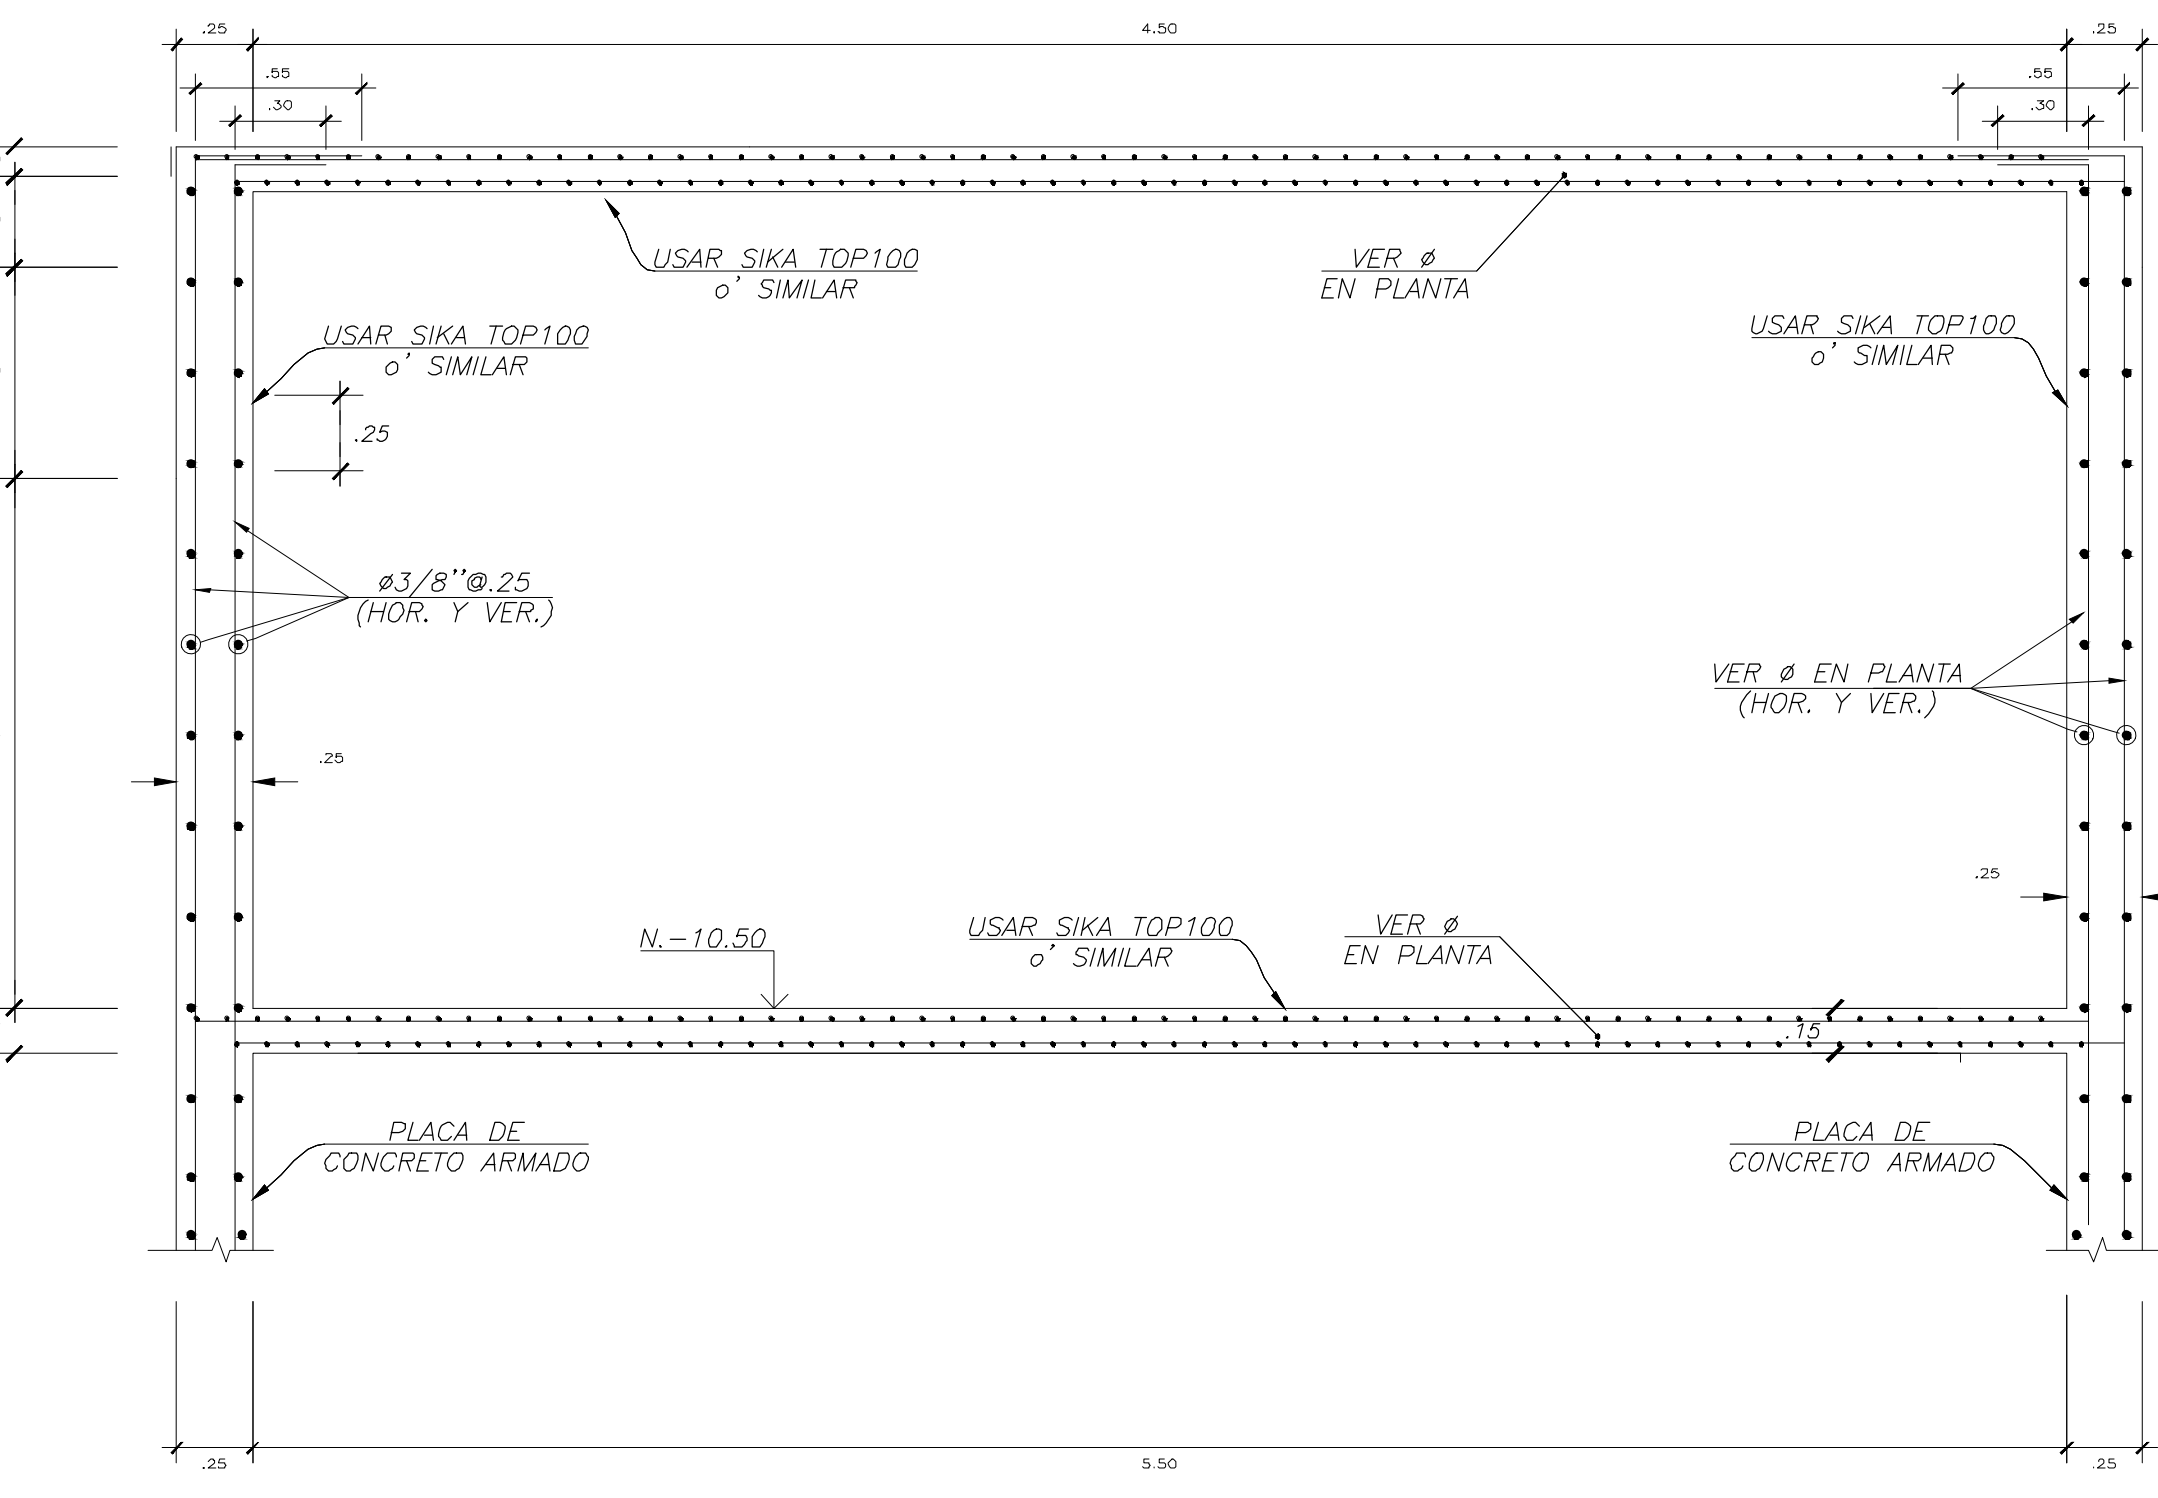 .25
4.50
.25
.55
.55
.30
.30
USAR SIKA TOP100
o' SIMILAR
VER ø
EN PLANTA
USAR SIKA TOP100
o' SIMILAR
USAR SIKA TOP100
o' SIMILAR
.25
ø3/8''@.25
(HOR. Y VER.)
VER ø EN PLANTA
(HOR. Y VER.)
.25
.25
N.-10.50
USAR SIKA TOP100
o' SIMILAR
VER ø
EN PLANTA
.15
PLACA DE
CONCRETO ARMADO
PLACA DE
CONCRETO ARMADO
.25
5.50
.25